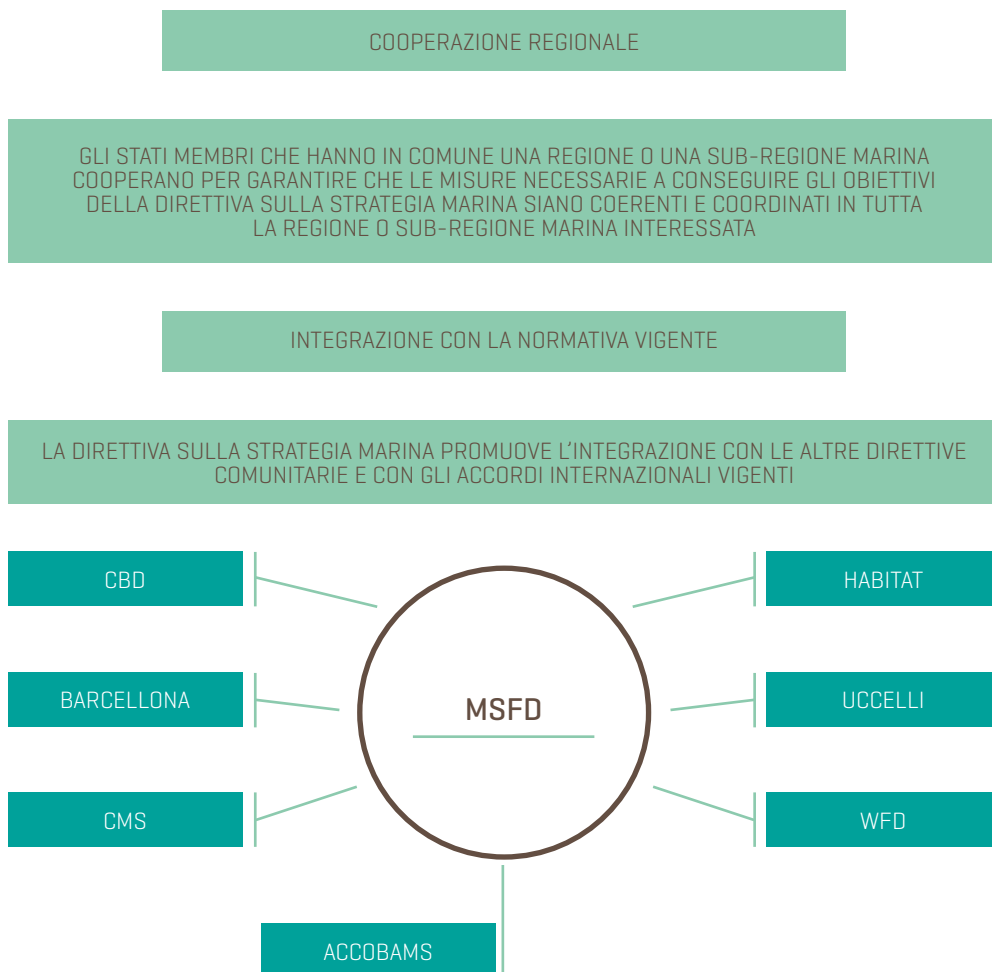 COOPERAZIONE REGIONALE
GLI STATI MEMBRI CHE HANNO IN COMUNE UNA REGIONE O UNA SUB-REGIONE MARINA
COOPERANO PER GARANTIRE CHE LE MISURE NECESSARIE A CONSEGUIRE GLI OBIETTIVI
DELLA DIRETTIVA SULLA STRATEGIA MARINA SIANO COERENTI E COORDINATI IN TUTTA
LA REGIONE O SUB-REGIONE MARINA INTERESSATA
INTEGRAZIONE CON LA NORMATIVA VIGENTE
LA DIRETTIVA SULLA STRATEGIA MARINA PROMUOVE L'INTEGRAZIONE CON LE ALTRE DIRETTIVE
COMUNITARIE E CON GLI ACCORDI INTERNAZIONALI VIGENTI
CBD
HABITAT
BARCELLONA
MSFD
UCCELLI
CMS
WFD
ACCOBAMS